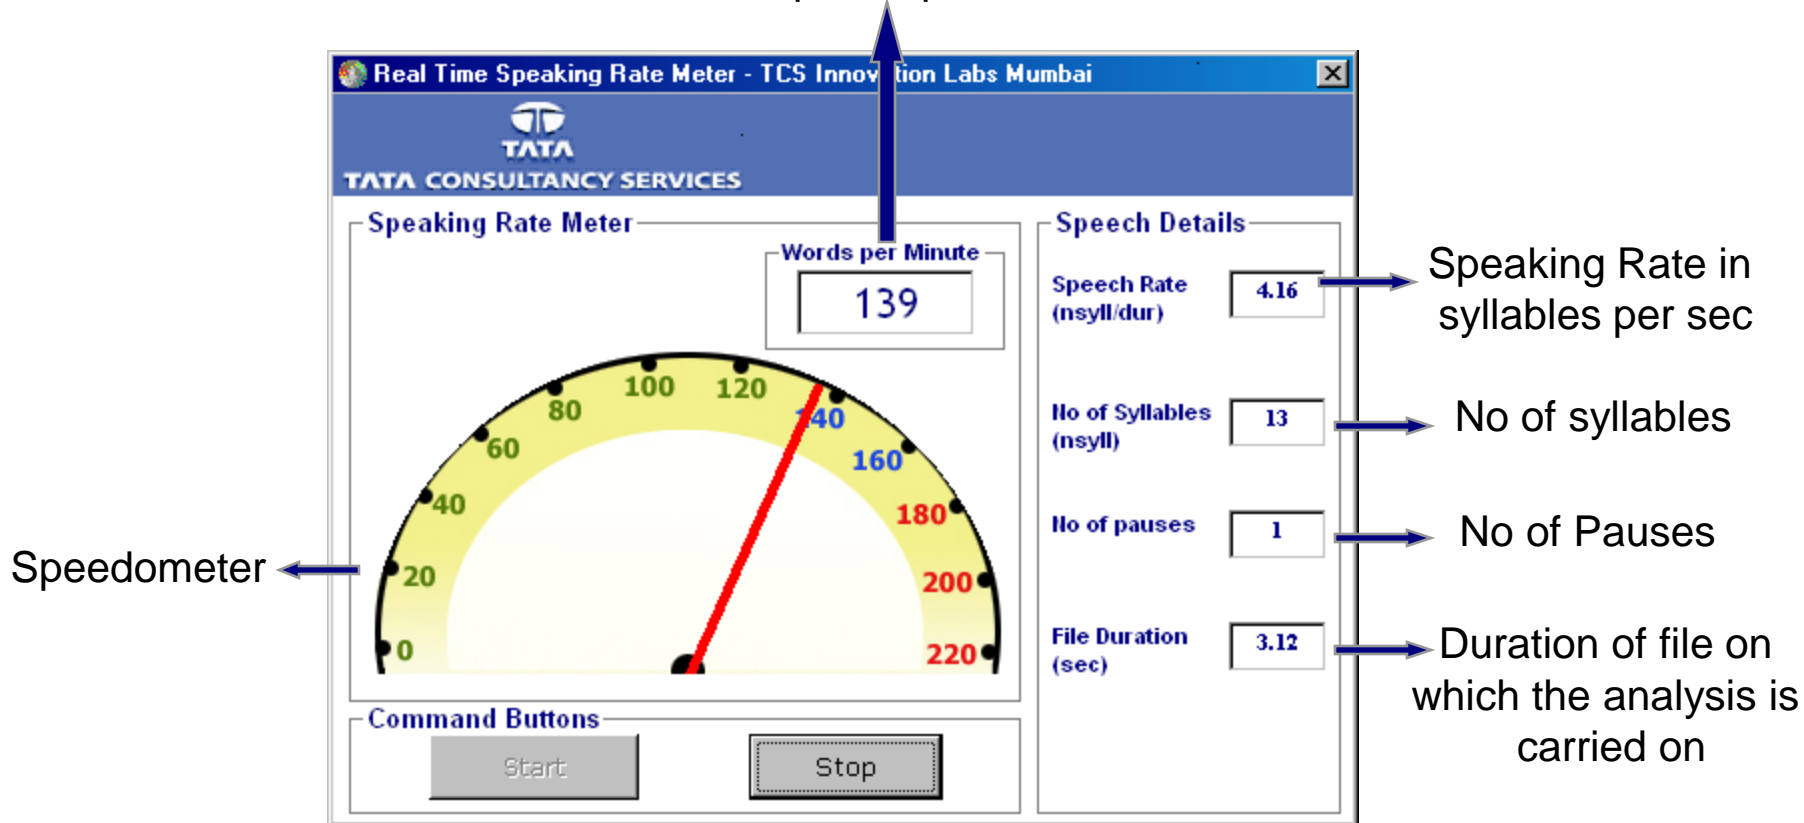 Real Time Speaking Rate Meter - TCS Innovation Labs Mumbai
TATA
TATA CONSULTANCY SERVICES
Speaking Rate Meter
Words per Minute
139
0
20
40
60
80
100
120
140
160
180
200
220
Speedometer
Command Buttons
Start
Stop
Speech Details
Speech Rate
(nsyll/dur)
4.16
Speaking Rate in
syllables per sec
No of Syllables
(nsyll)
13
No of syllables
No of pauses
1
No of Pauses
File Duration
(sec)
3.12
Duration of file on
which the analysis is
carried on